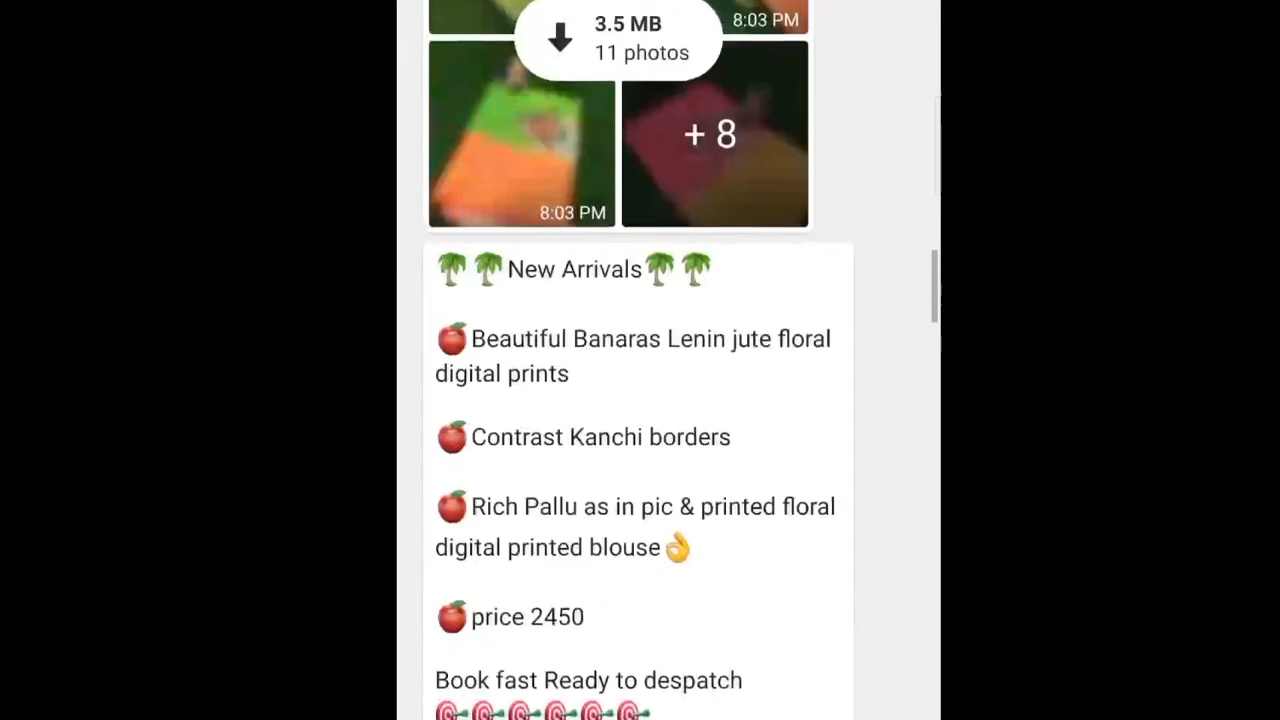 3.5 MB
8:03 PM
11 photos
+ 8
8:03 PM
🌴🌴New Arrivals🌴🌴
🍎Beautiful Banaras Lenin jute floral
digital prints
🍎Contrast Kanchi borders
🍎Rich Pallu as in pic & printed floral
digital printed blouse👌
🍎price 2450
Book fast Ready to despatch